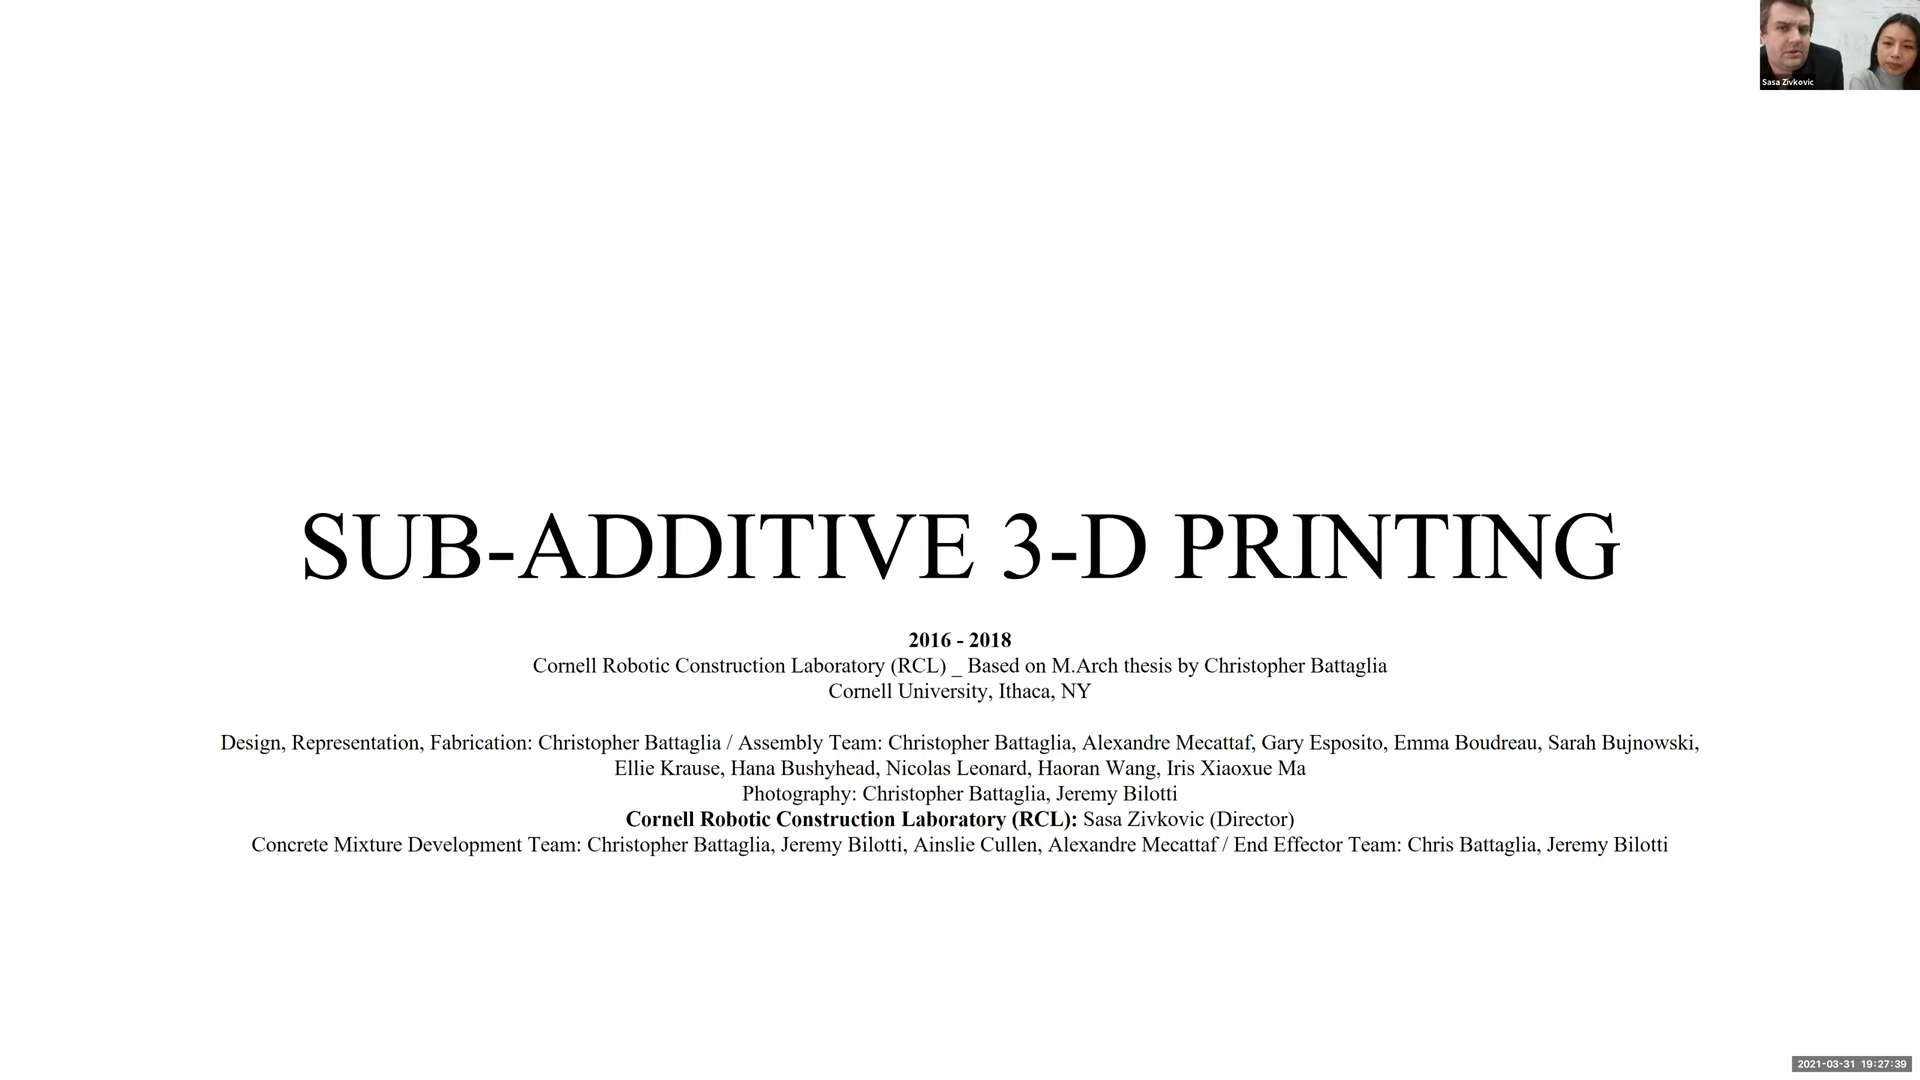 Sasa Zivkovic
SUB-ADDITIVE 3-D PRINTING
2016 - 2018
Cornell Robotic Construction Laboratory (RCL) _ Based on M.Arch thesis by Christopher Battaglia
Cornell University, Ithaca, NY
Design, Representation, Fabrication: Christopher Battaglia / Assembly Team: Christopher Battaglia, Alexandre Mecattaf, Gary Esposito, Emma Boudreau, Sarah Bujnowski,
Ellie Krause, Hana Bushyhead, Nicolas Leonard, Haoran Wang, Iris Xiaoxue Ma
Photography: Christopher Battaglia, Jeremy Bilotti
Cornell Robotic Construction Laboratory (RCL): Sasa Zivkovic (Director)
Concrete Mixture Development Team: Christopher Battaglia, Jeremy Bilotti, Ainslie Cullen, Alexandre Mecattaf / End Effector Team: Chris Battaglia, Jeremy Bilotti
2021-03-31 19:27:39